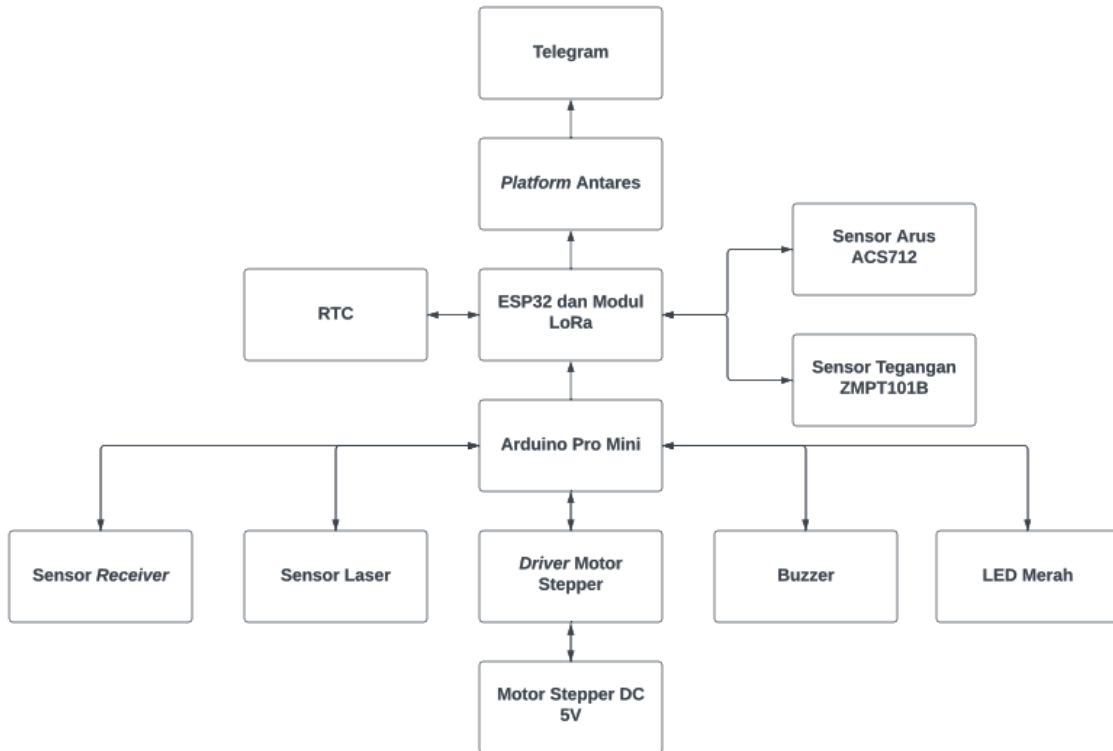 Telegram
Platform Antares
Sensor Arus
ACS712
RTC
ESP32 dan Modul
LoRa
Sensor Tegangan
ZMPT101B
Arduino Pro Mini
Sensor Receiver
Sensor Laser
Driver Motor
Stepper
Buzzer
LED Merah
Motor Stepper DC
5V